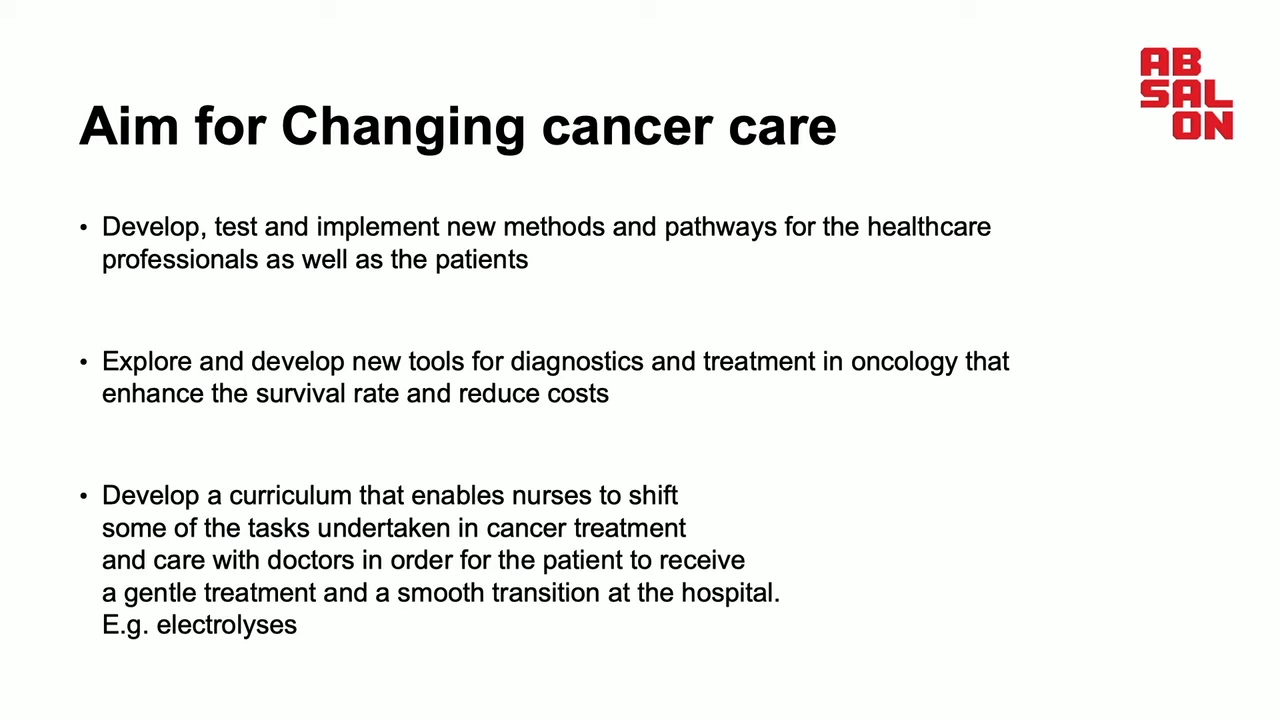 AB
SAL
ON
Aim for Changing cancer care
• Develop, test and implement new methods and pathways for the healthcare
professionals as well as the patients
• Explore and develop new tools for diagnostics and treatment in oncology that
enhance the survival rate and reduce costs
• Develop a curriculum that enables nurses to shift
some of the tasks undertaken in cancer treatment
and care with doctors in order for the patient to receive
a gentle treatment and a smooth transition at the hospital.
E.g. electrolyses